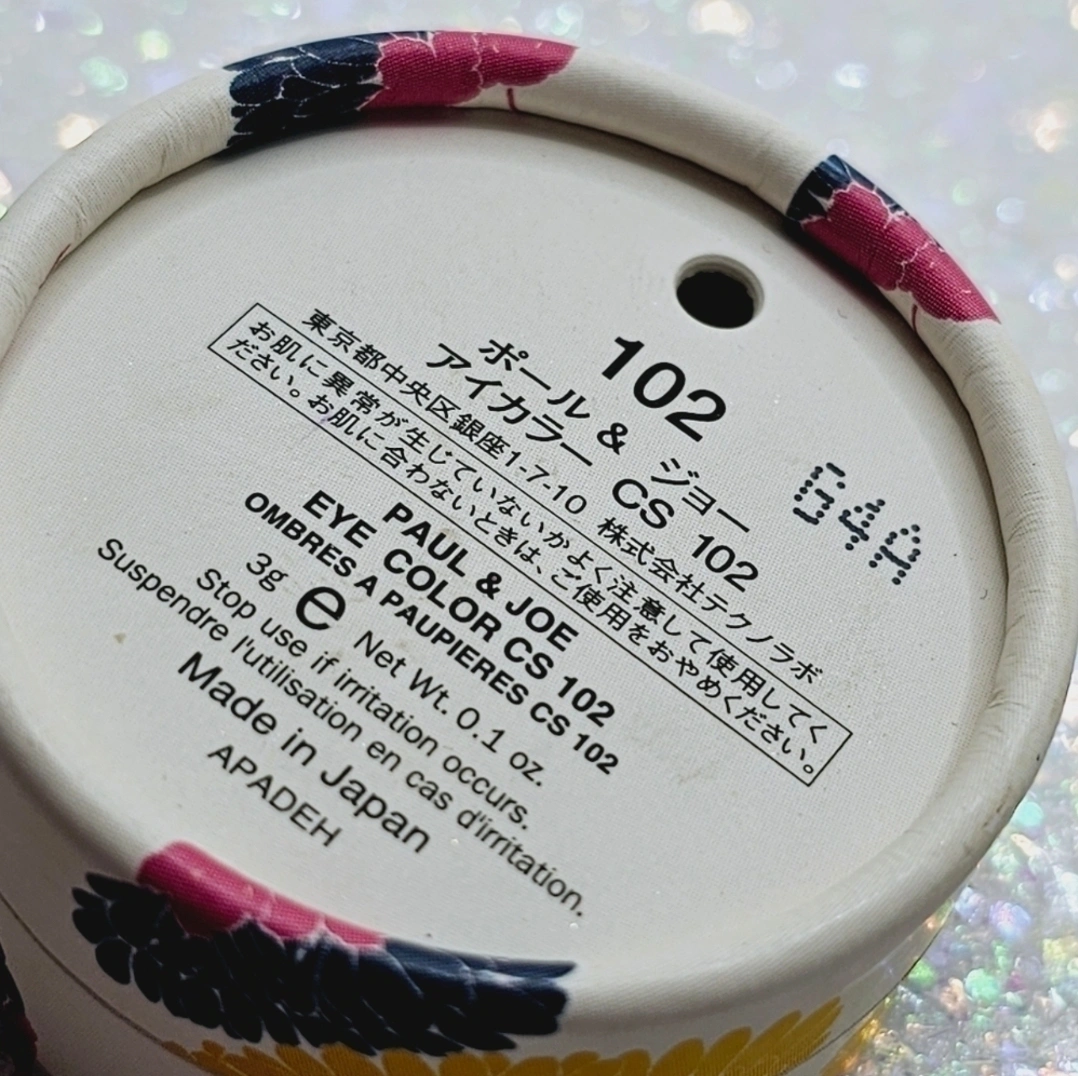 102
ポール & ジョー
アイカラー CS 102
東京都中央区銀座1-7-10 株式会社テクノラボ
お肌に異常が生じていないかよく注意して使用してく
ださい。お肌に合わないときは、ご使用をおやめください。
PAUL & JOE
EYE COLOR CS 102
OMBRES A PAUPIERES CS 102
3g e Net Wt. 0.1 oz.
Stop use if irritation occurs.
Suspendre l'utilisation en cas d'irritation.
Made in Japan
APADEH
G4A